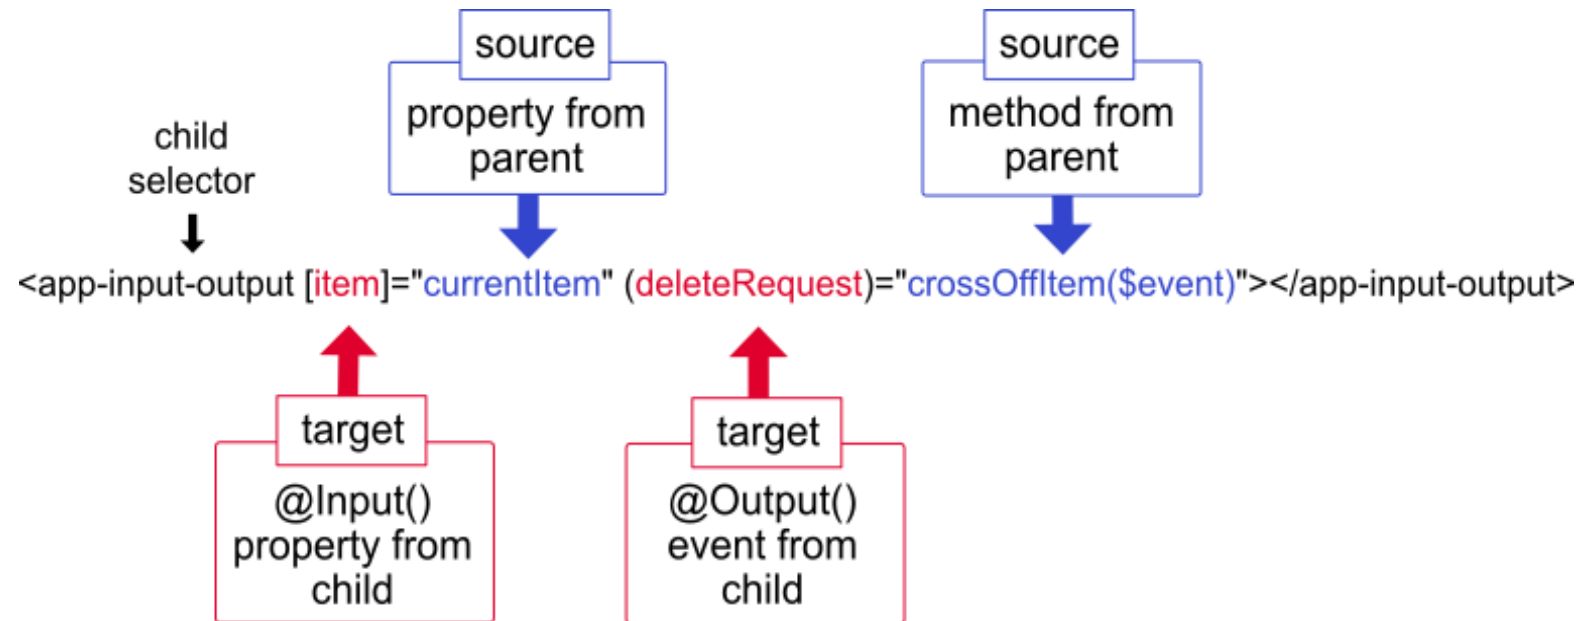 source
property from
parent
source
method from
parent
child
selector
<app-input-output [item]="currentItem" (deleteRequest)="crossOffItem($event)"></app-input-output>
target
@Input()
property from
child
target
@Output()
event from
child